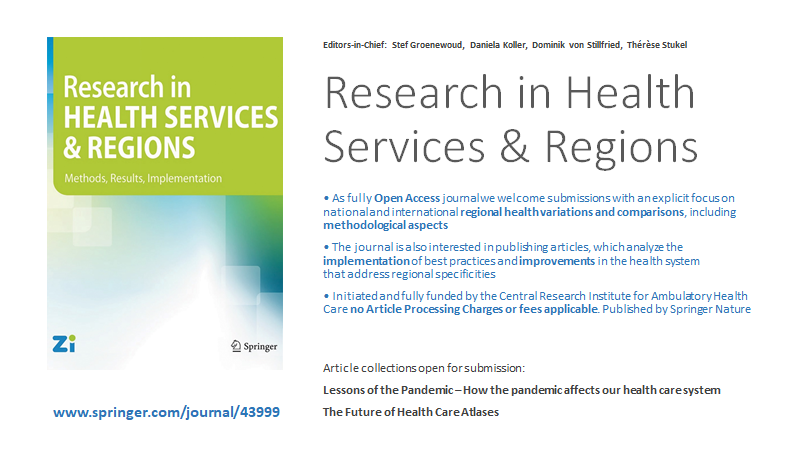 Editors-in-Chief: Stef Groenewoud, Daniela Koller, Dominik von Stillfried, Thérèse Stukel
Research in
HEALTH SERVICES
& REGIONS
Methods, Results, Implementation
Zi
Springer
www.springer.com/journal/43999
Research in Health
Services & Regions
• As fully Open Access journal we welcome submissions with an explicit focus on
national and international regional health variations and comparisons, including
methodological aspects
• The journal is also interested in publishing articles, which analyze the
implementation of best practices and improvements in the health system
that address regional specificities
• Initiated and fully funded by the Central Research Institute for Ambulatory Health
Care no Article Processing Charges or fees applicable. Published by Springer Nature
Article collections open for submission:
Lessons of the Pandemic – How the pandemic affects our health care system
The Future of Health Care Atlases